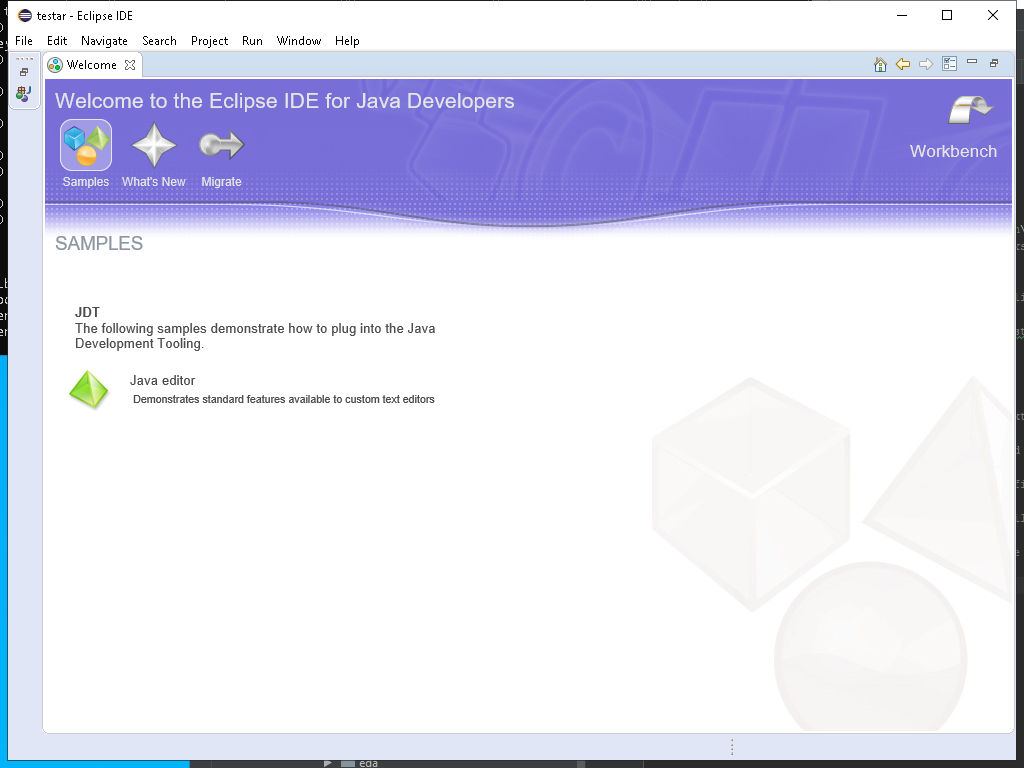 testar - Eclipse IDE
File Edit Navigate Search Project Run Window Help
Welcome
Welcome to the Eclipse IDE for Java Developers
Workbench
Samples What's New Migrate
SAMPLES
JDT
The following samples demonstrate how to plug into the Java
Development Tooling.
Java editor
Demonstrates standard features available to custom text editors
eda